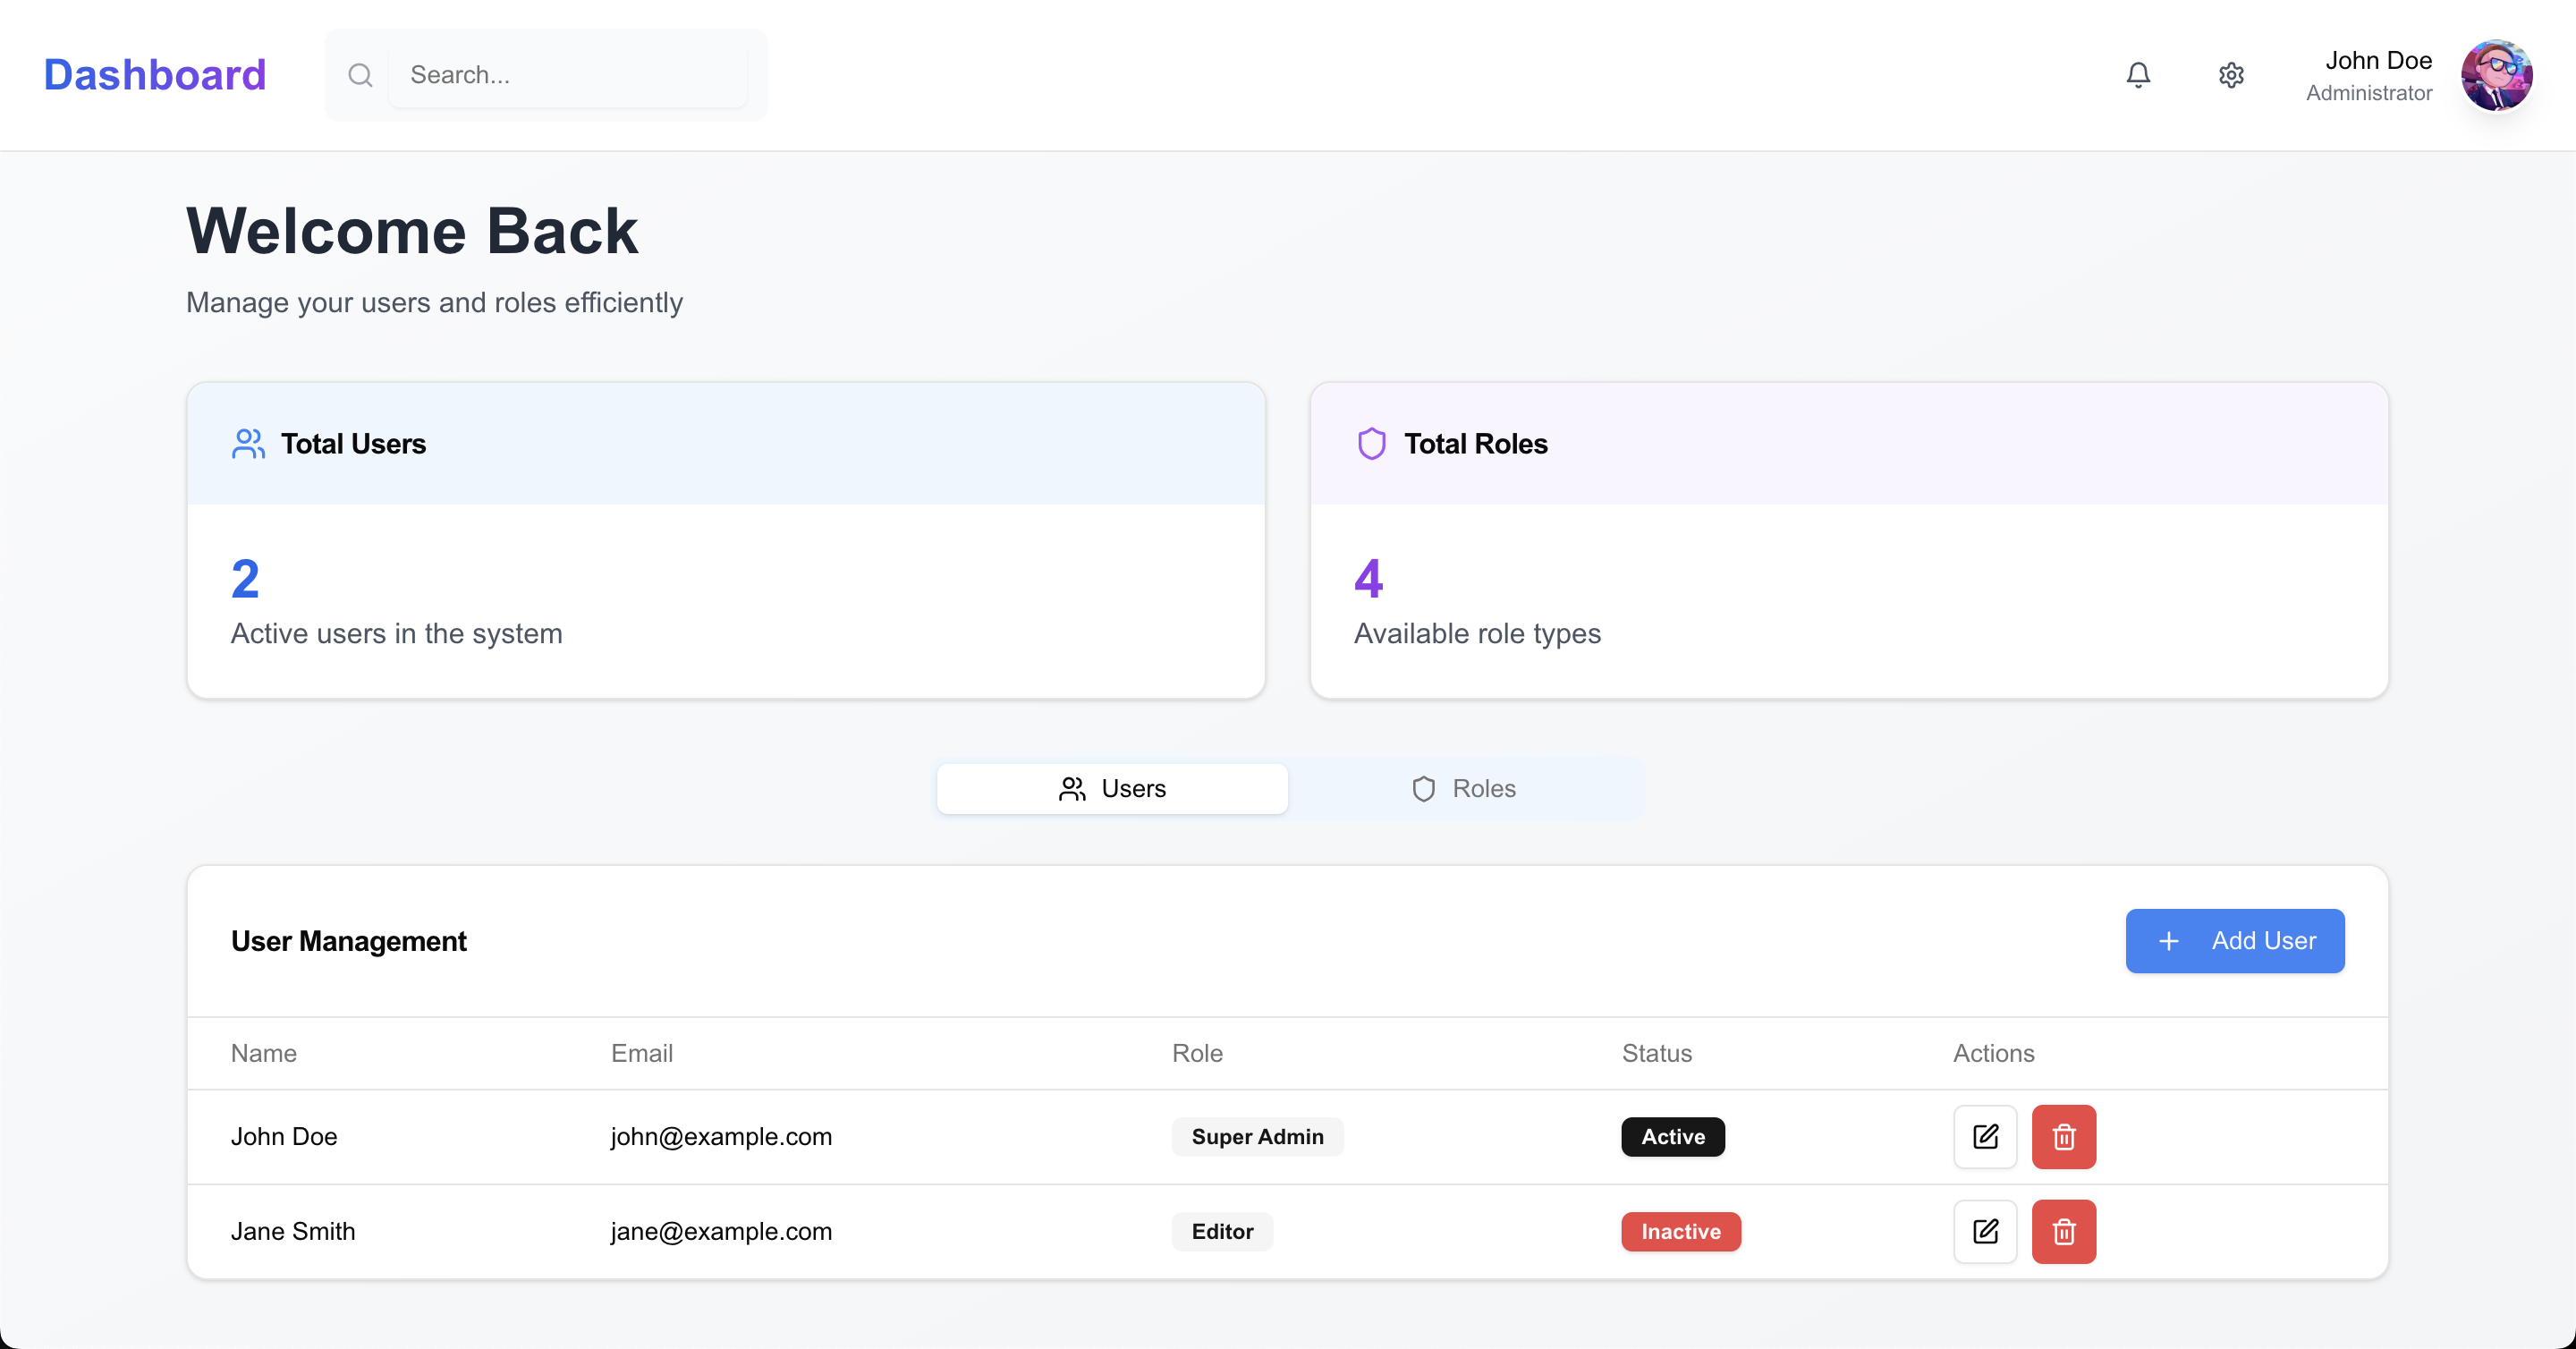 Dashboard
Search...
John Doe
Administrator
Welcome Back
Manage your users and roles efficiently
Total Users
2
Active users in the system
Total Roles
4
Available role types
Users
Roles
User Management
Add User
Name Email Role Status Actions
John Doe john@example.com Super Admin Active
Jane Smith jane@example.com Editor Inactive